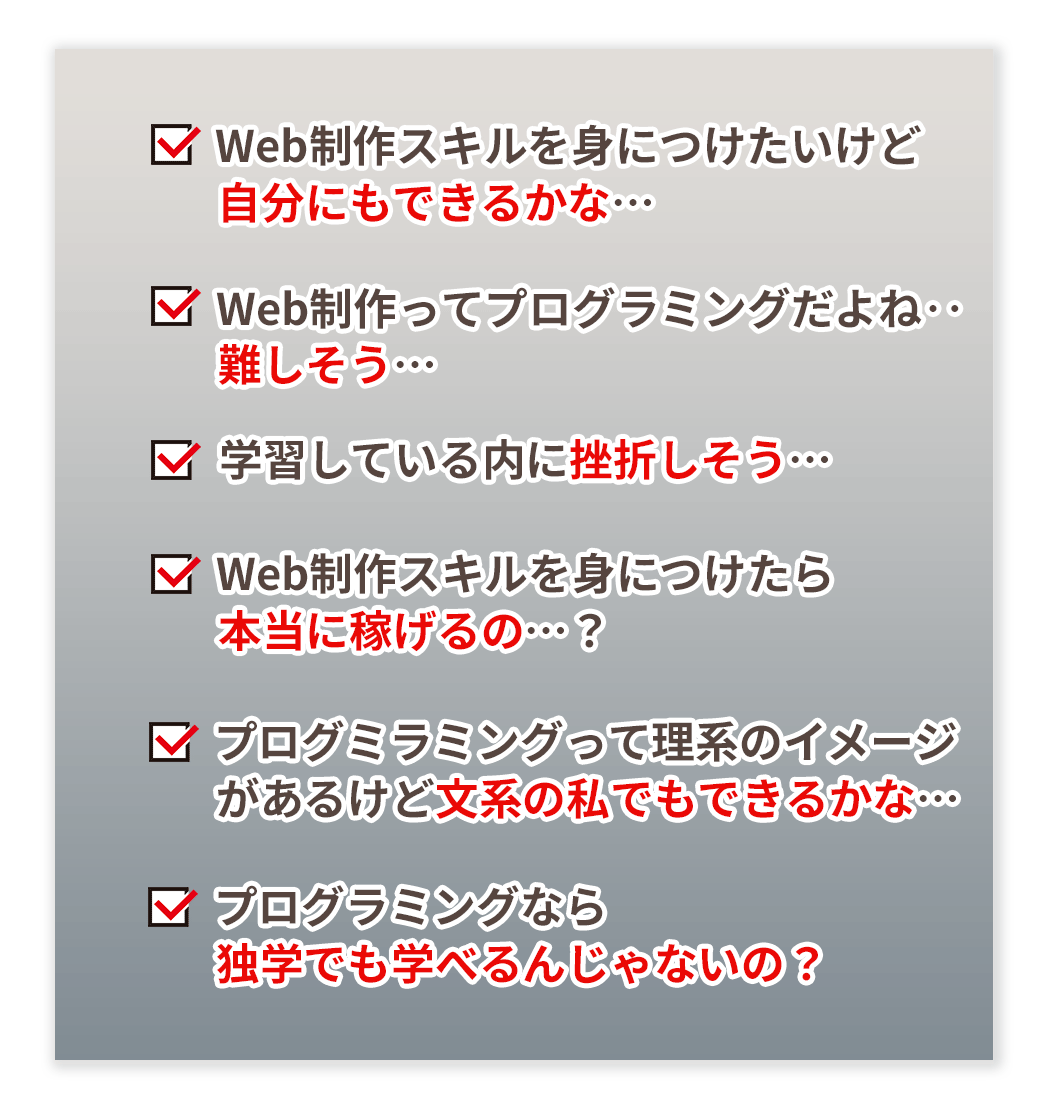 Web制作スキルを身につけたいけど
自分にもできるかな…
Web制作ってプログラミングだよね‥
難しそう…
学習している内に挫折しそう…
Web制作スキルを身につけたら
本当に稼げるの…？
プログミラミングって理系のイメージ
があるけど文系の私でもできるかな…
プログラミングなら
独学でも学べるんじゃないの？